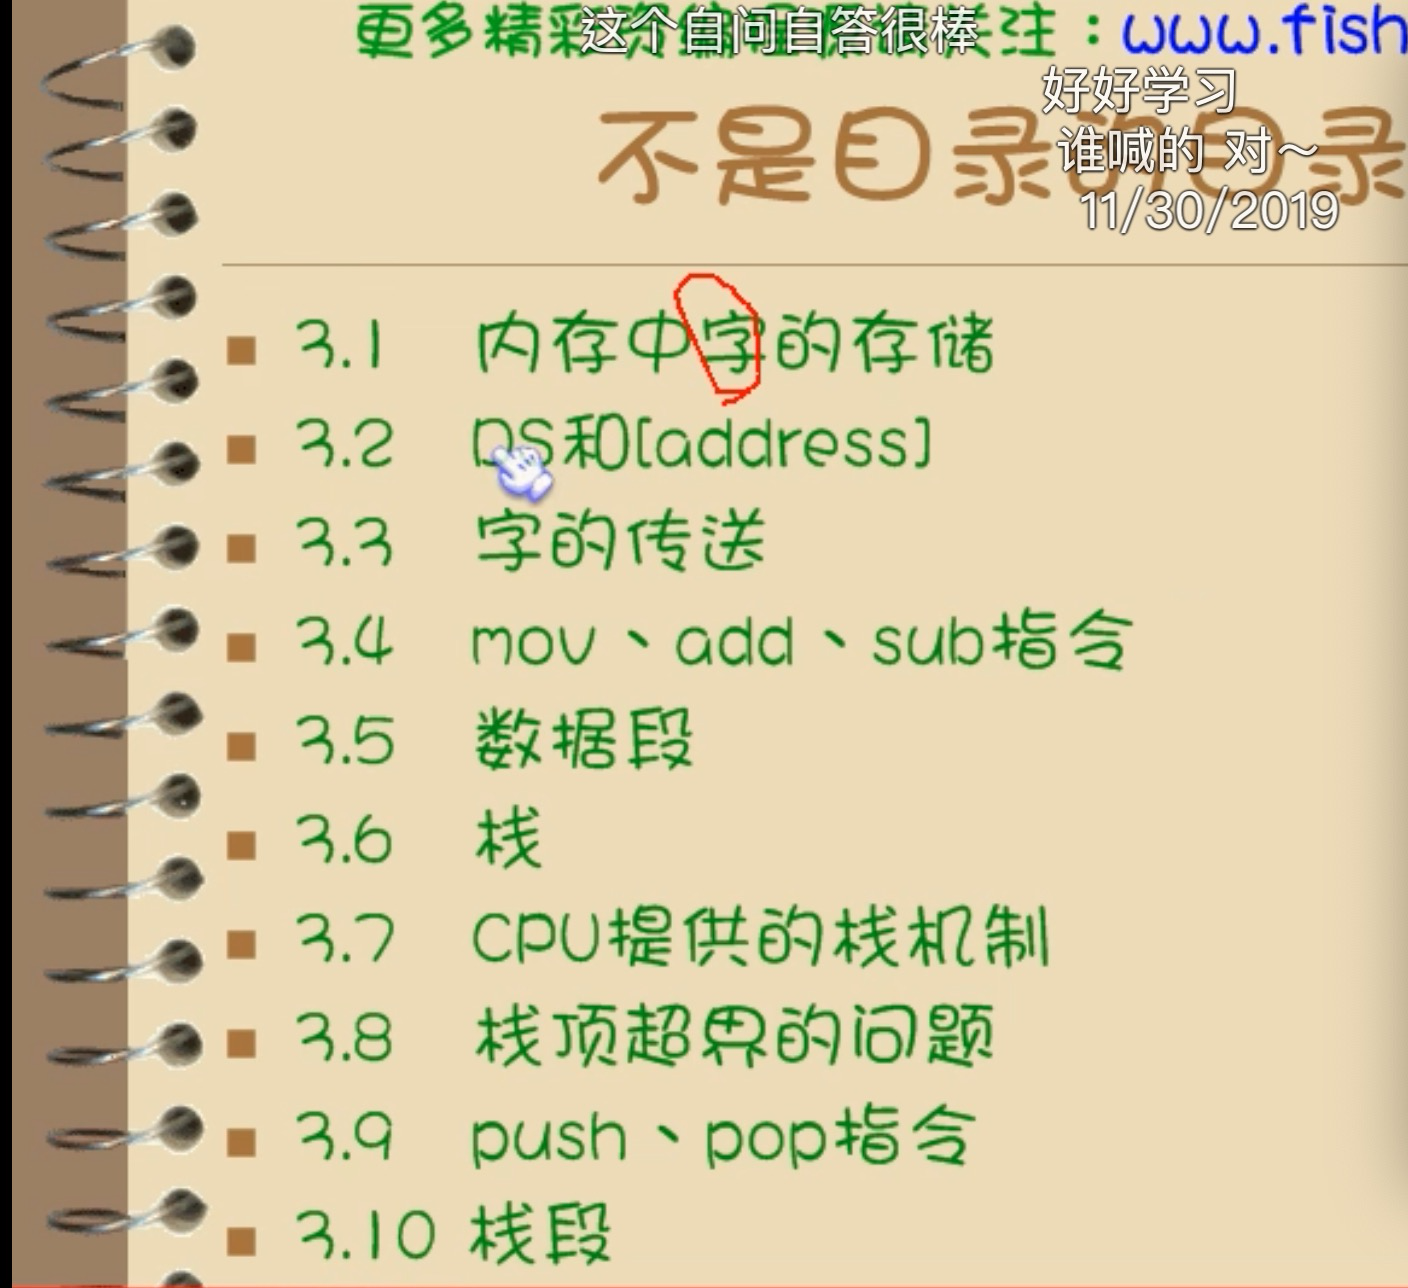 更多精彩 关注：www.fish
这个自问自答很棒
好好学习
不是目录的目录
谁喊的 对～
11/30/2019
3.1 内存中字的存储
3.2 DS和[address]
3.3 字的传送
3.4 mov、add、sub指令
3.5 数据段
3.6 栈
3.7 CPU提供的栈机制
3.8 栈顶超界的问题
3.9 push、pop指令
3.10 栈段